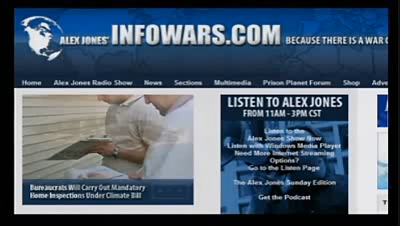 ALEX JONES' INFOWARS.COM BECAUSE THERE IS A WAR
Home Alex Jones Radio Show News Sections Multimedia Prison Planet Forum Shop Adve
LISTEN TO ALEX JONES
FROM 11AM - 3PM CST
Listen to the
Alex Jones Show Now
Listen with Windows Media Player
Need More Internet Streaming
Options?
Go to the Listen Page
The Alex Jones Sunday Edition
Get the Podcast
Bureaucrats Will Carry Out Mandatory
Home Inspections Under Climate Bill